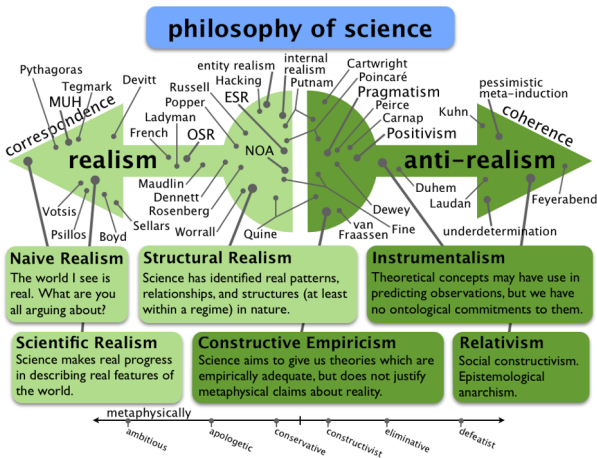 philosophy of science
Pythagoras
Tegmark
MUH
Devitt
correspondence
entity realism
Hacking
internal
realism
Putnam
Russell
ESR
Popper
Ladyman
French
OSR
Cartwright
Poincaré
Pragmatism
Peirce
Carnap
Positivism
pessimistic
meta-induction
Kuhn
coherence
realism
NOA
anti-realism
Maudlin
Dennett
Rosenberg
Worrall
Votsis
Psillos
Boyd
Sellars
Quine
van
Fraassen
Fine
Dewey
Duhem
Laudan
underdetermination
Feyerabend
Naive Realism
The world I see is
real. What are you
all arguing about?
Structural Realism
Science has identified real patterns,
relationships, and structures (at least
within a regime) in nature.
Instrumentalism
Theoretical concepts may have use in
predicting observations, but we have
no ontological commitments to them.
Scientific Realism
Science makes real progress
in describing real features of
the world.
Constructive Empiricism
Science aims to give us theories which are
empirically adequate, but does not justify
metaphysical claims about reality.
Relativism
Social constructivism.
Epistemological
anarchism.
metaphysically
ambitious
apologetic
conservative
constructivist
eliminative
defeatist